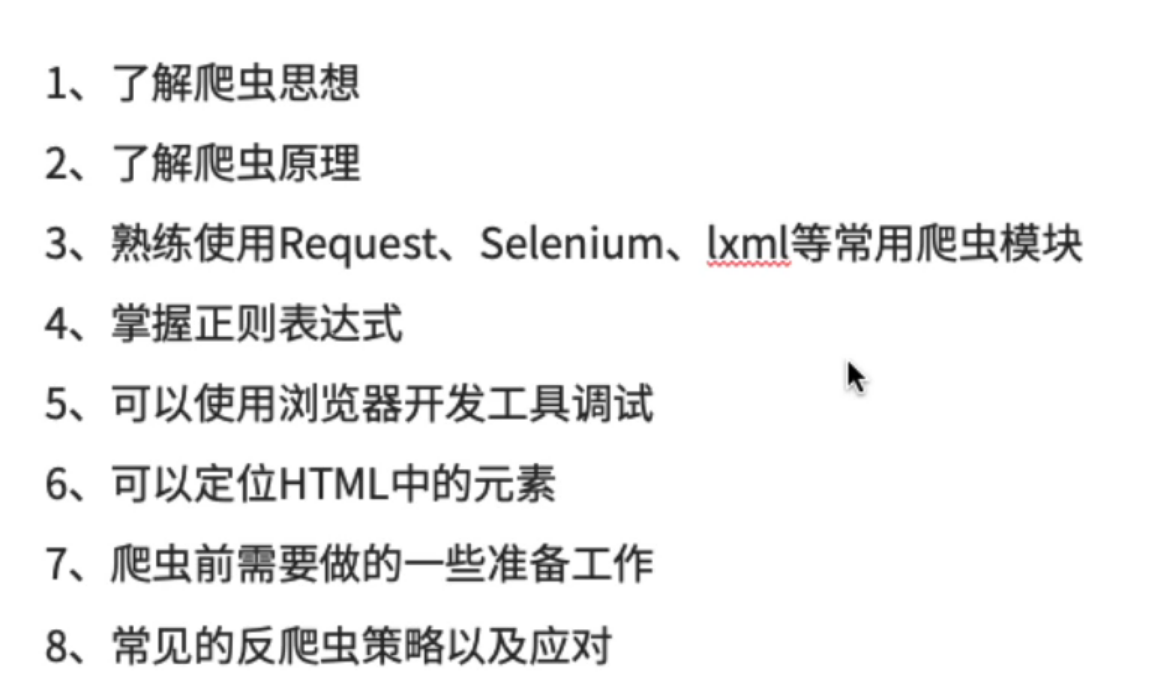 1、了解爬虫思想
2、了解爬虫原理
3、熟练使用Request、Selenium、lxml等常用爬虫模块
4、掌握正则表达式
5、可以使用浏览器开发工具调试
6、可以定位HTML中的元素
7、爬虫前需要做的一些准备工作
8、常见的反爬虫策略以及应对